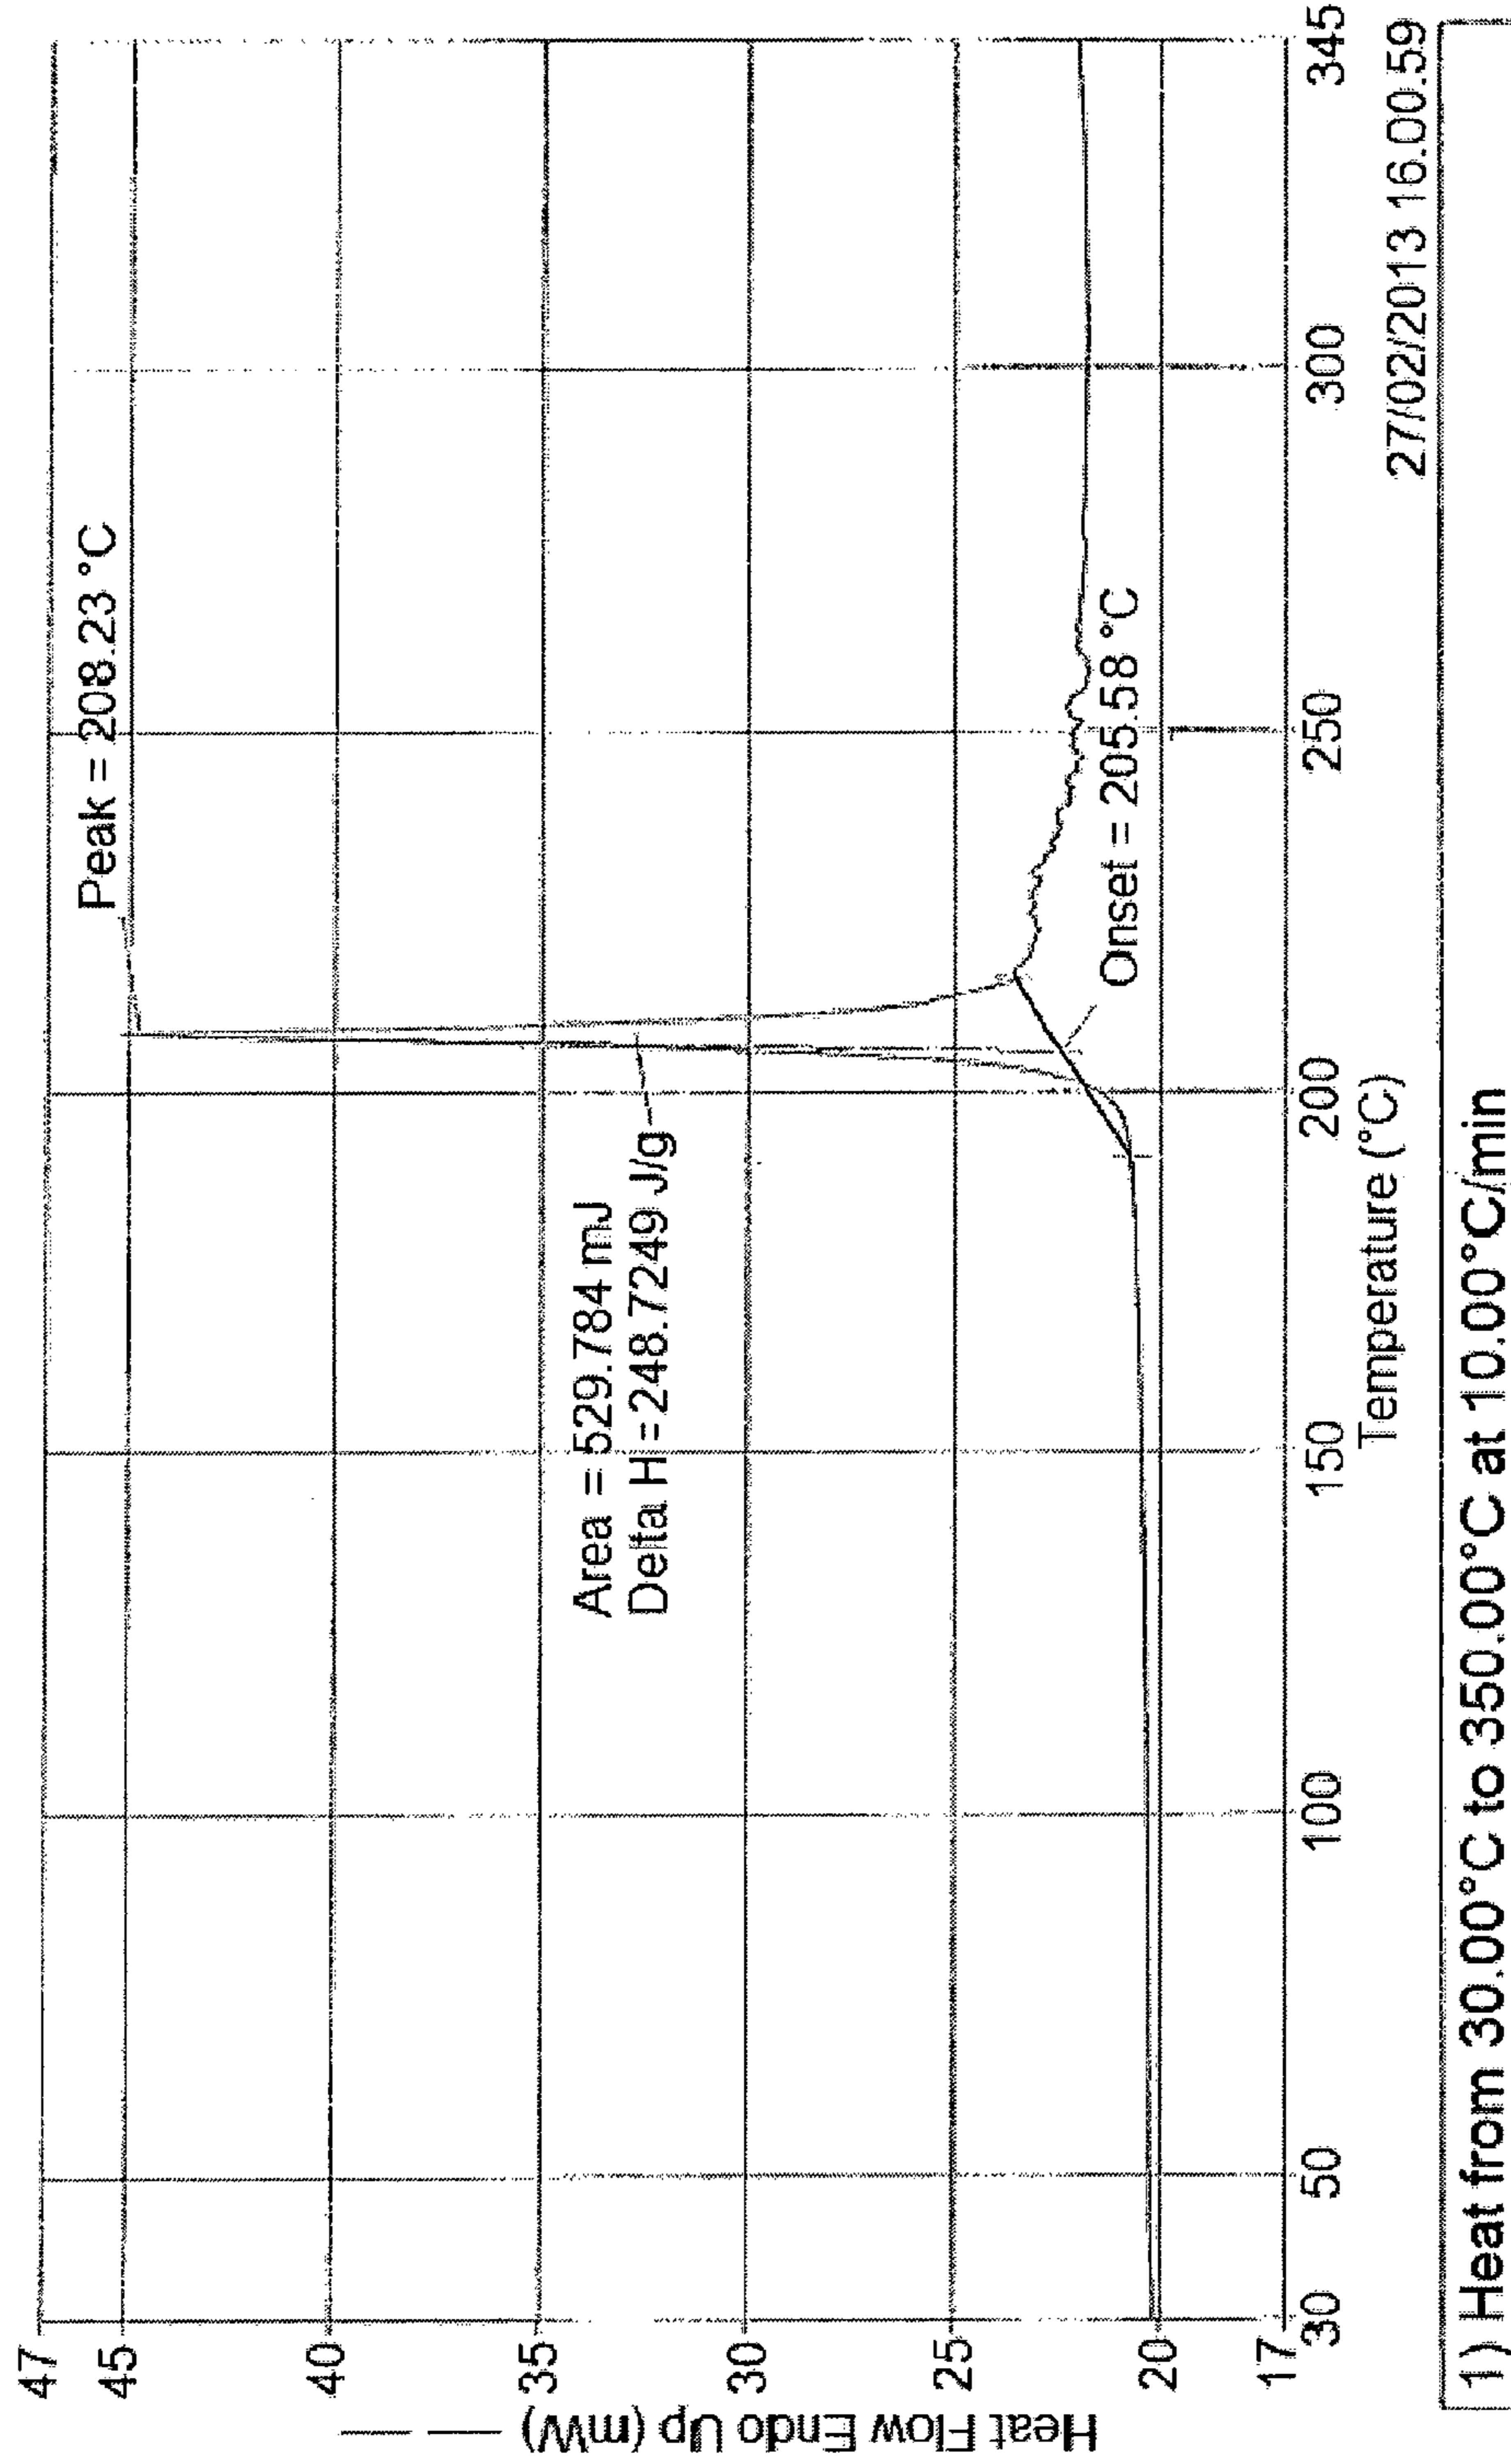 Heat Flow Endo Up (mW)
47
45
40
35
30
25
20
17
Peak = 208.23 °C
Area = 529.784 mJ
Delta H = 248.7249 J/g
Onset = 205.58 °C
30
50
100
150
200
250
300
345
Temperature (°C)
27/02/2013 16.00.59
1) Heat from 30.00°C to 350.00°C at 10.00°C/min